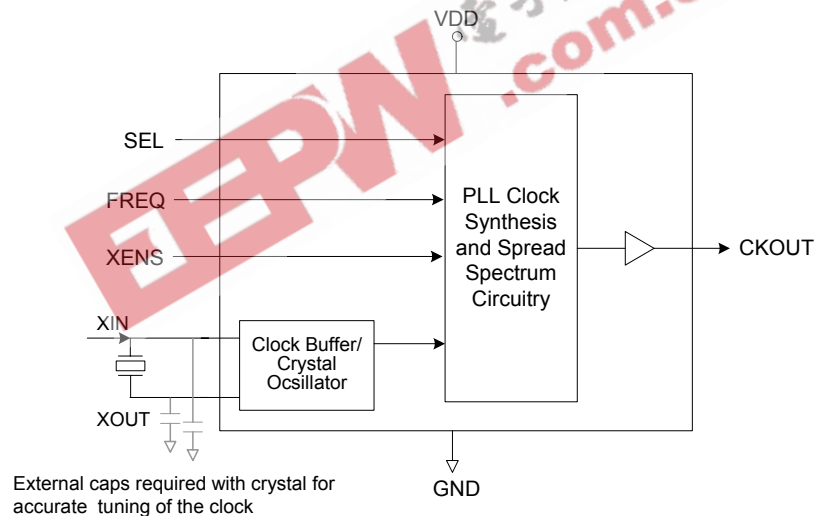 VDD
EEPW
.com.
SEL
FREQ
XENS
XIN
XOUT
PLL Clock
Synthesis
and Spread
Spectrum
Circuitry
CKOUT
Clock Buffer/
Crystal
Ocsillator
GND
External caps required with crystal for
accurate tuning of the clock